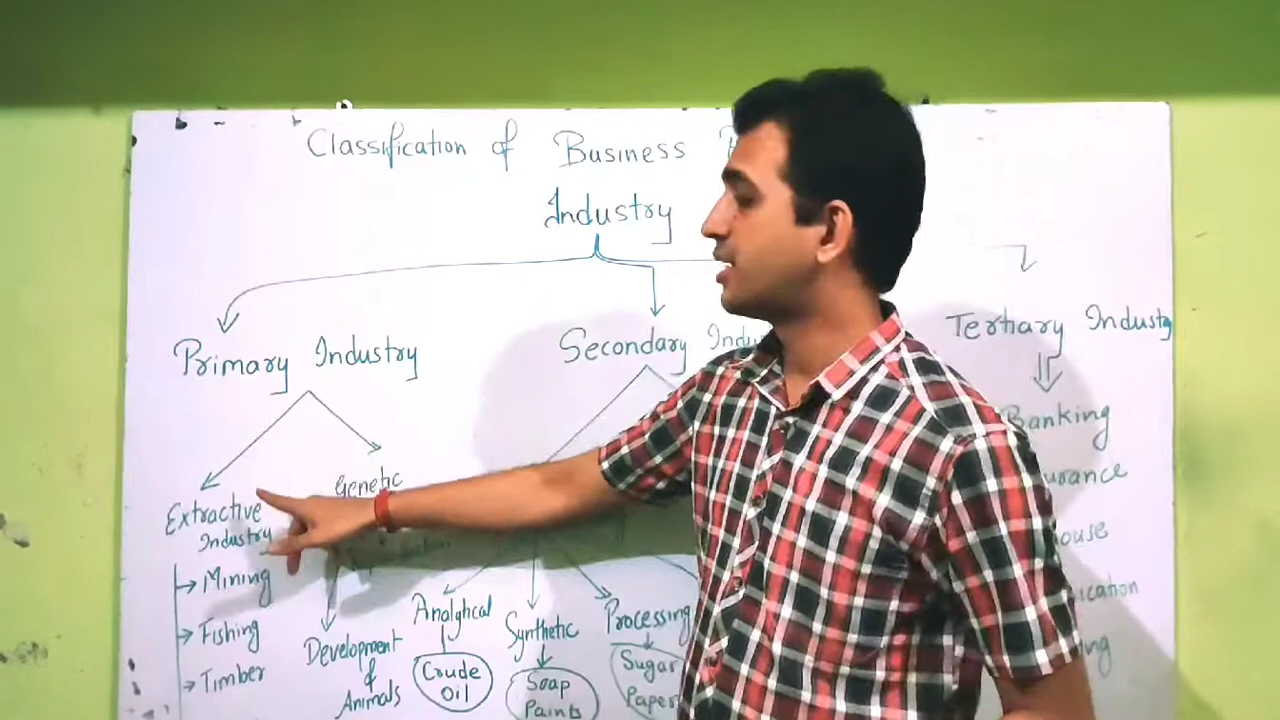 Classification of Business
Industry
Primary Industry
Secondary
Tertiary Industy
Extractive
Industry
→ Mining
→ Fishing
→ Timber
Genetic
Development
of
Animals
Analytical
Crude
Oil
Synthetic
Soap
Paints
Processing
Sugar
Paper
Banking